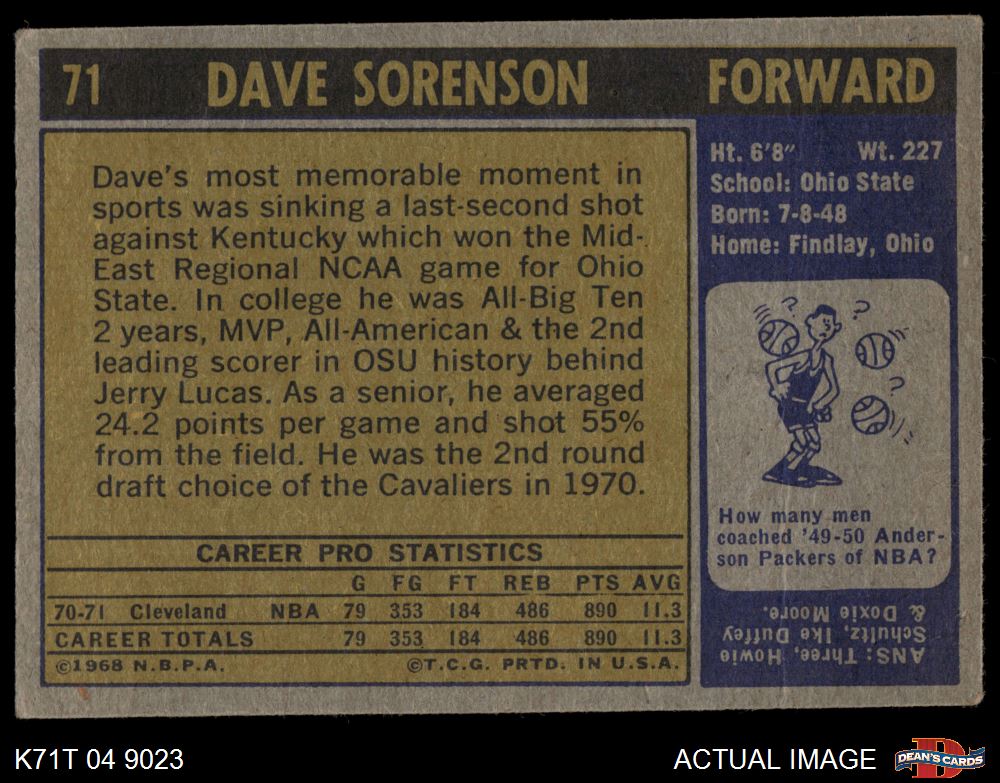 71 DAVE SORENSON FORWARD
Dave's most memorable moment in
sports was sinking a last-second shot
against Kentucky which won the Mid-
East Regional NCAA game for Ohio
State. In college he was All-Big Ten
2 years, MVP, All-American & the 2nd
leading scorer in OSU history behind
Jerry Lucas. As a senior, he averaged
24.2 points per game and shot 55%
from the field. He was the 2nd round
draft choice of the Cavaliers in 1970.
CAREER PRO STATISTICS
G FG FT REB PTS AVG
70-71 Cleveland NBA 79 353 184 486 890 11.3
CAREER TOTALS 79 353 184 486 890 11.3
©1968 N.B.P.A. ©T.C.G. PRTD. IN U.S.A.
Ht. 6'8" Wt. 227
School: Ohio State
Born: 7-8-48
Home: Findlay, Ohio
? ?
?
How many men
coached '49-50 Ander-
son Packers of NBA?
ANS: Three, Howie
Schultz, Ike Duffey
& Doxie Moore.
K71T 04 9023 ACTUAL IMAGE
D
DEAN'S CARDS